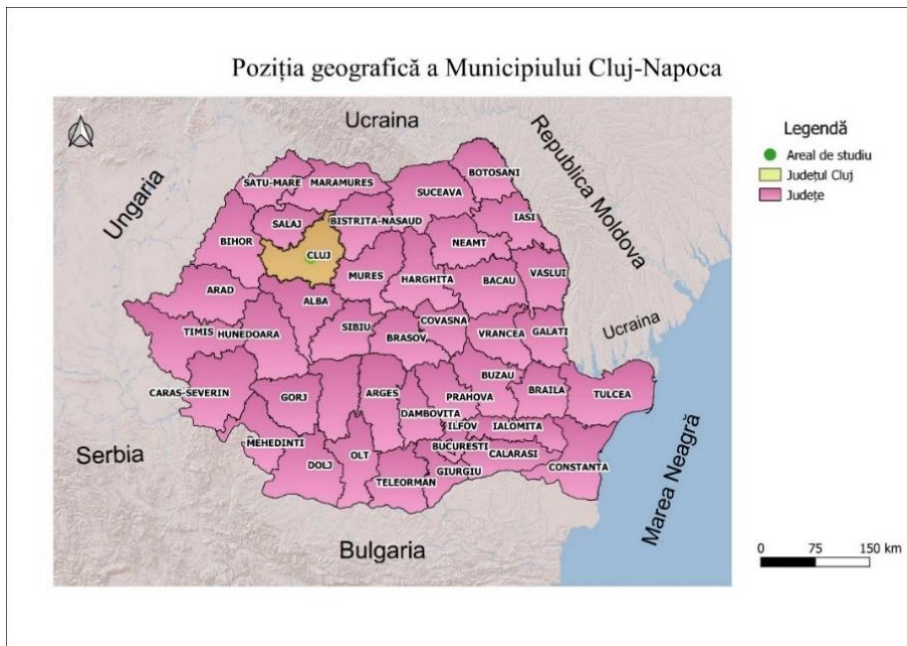 Poziția geografică a Municipiului Cluj-Napoca
Ucraina
Republica Moldova
Ungaria
Legendă
Areal de studiu
Județul Cluj
Județe
BOTOSANI
SATU-MARE
MARAMURES
SUCEAVA
IASI
SALAJ
BISTRITA-NASAUD
BIHOR
NEAMT
CLUJ
VASLUI
MURES
HARGHITA
BACAU
ARAD
ALBA
COVASNA
TIMIS
HUNEDOARA
SIBIU
BRASOV
VRANCEA
GALATI
Ucraina
BUZAU
CARAS-SEVERIN
GORJ
ARGES
PRAHOVA
BRAILA
TULCEA
DAMBOVITA
ILFOV
IALOMITA
MEHEDINTI
BUCURESTI
CALARASI
OLT
DOLJ
GIURGIU
CONSTANTA
TELEORMAN
Serbia
Marea Neagră
Bulgaria
0 75 150 km